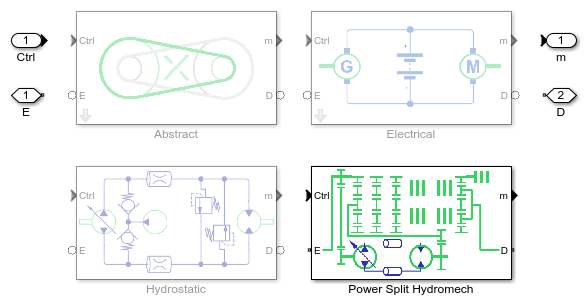 1
Ctrl
1
E
Ctrl
m
E
D
Abstract
Ctrl
G
M
m
E
D
Electrical
1
m
2
D
Ctrl
m
E
D
Hydrostatic
Ctrl
m
E
D
Power Split Hydromech